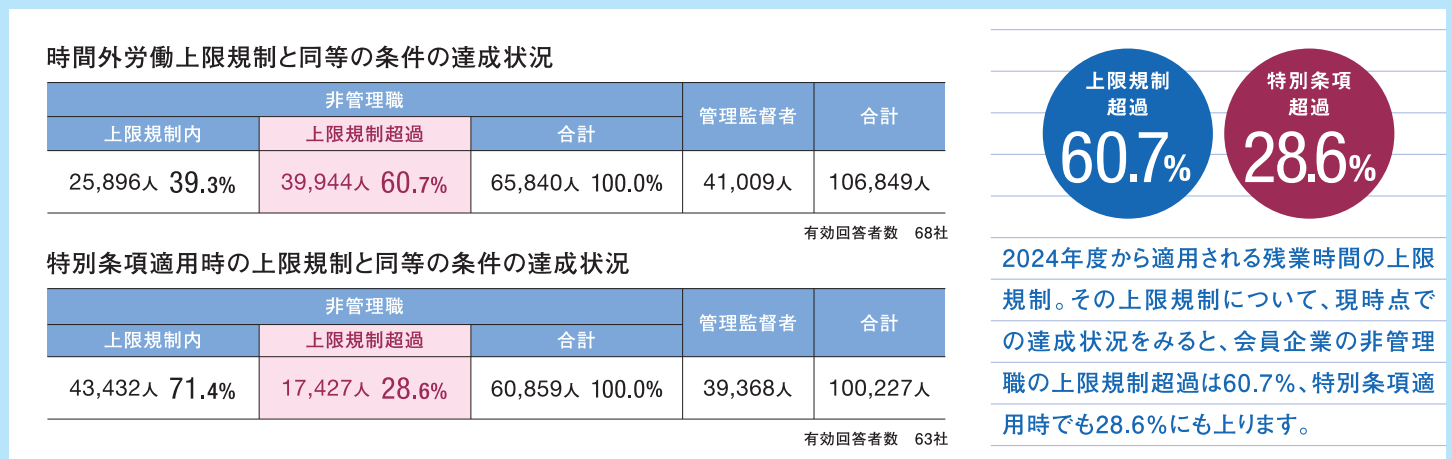 時間外労働上限規制と同等の条件の達成状況
非管理職 管理監督者 合計
上限規制内 上限規制超過 合計
25,896人 39.3% 39,944人 60.7% 65,840人 100.0% 41,009人 106,849人
有効回答者数 68社
特別条項適用時の上限規制と同等の条件の達成状況
非管理職 管理監督者 合計
上限規制内 上限規制超過 合計
43,432人 71.4% 17,427人 28.6% 60,859人 100.0% 39,368人 100,227人
有効回答者数 63社
上限規制
超過
60.7%
特別条項
超過
28.6%
2024年度から適用される残業時間の上限
規制。その上限規制について、現時点で
の達成状況をみると、会員企業の非管理
職の上限規制超過は60.7%、特別条項適
用時でも28.6%にも上ります。